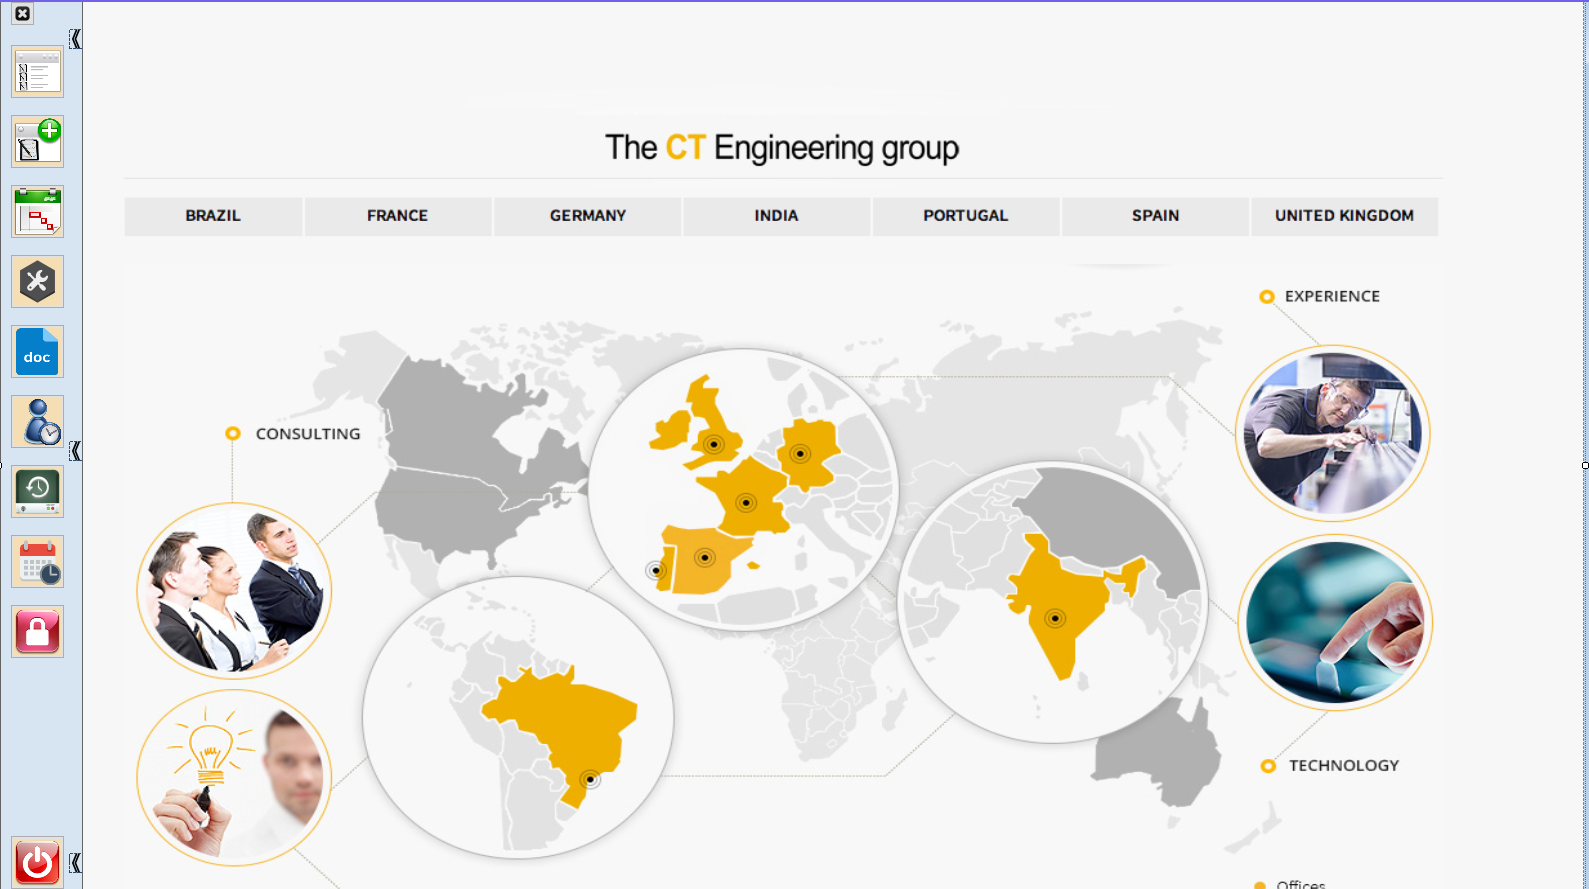 The CT Engineering group
BRAZIL FRANCE GERMANY INDIA PORTUGAL SPAIN UNITED KINGDOM
EXPERIENCE
doc
CONSULTING
TECHNOLOGY
Offices